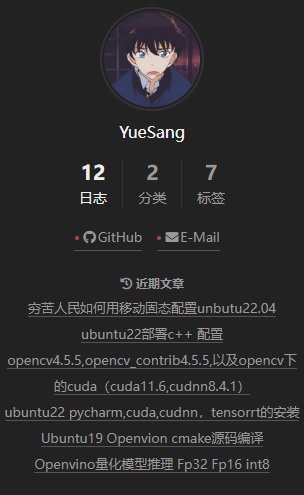 YueSang
12 2 7
日志 分类 标签
GitHub E-Mail
近期文章
穷苦人民如何用移动固态配置unbutu22.04
ubuntu22部署c++ 配置
opencv4.5.5,opencv_contrib4.5.5,以及opencv下
的cuda（cuda11.6,cudnn8.4.1）
ubuntu22 pycharm,cuda,cudnn，tensorrt的安装
Ubuntu19 Openvion cmake源码编译
Openvino量化模型推理 Fp32 Fp16 int8